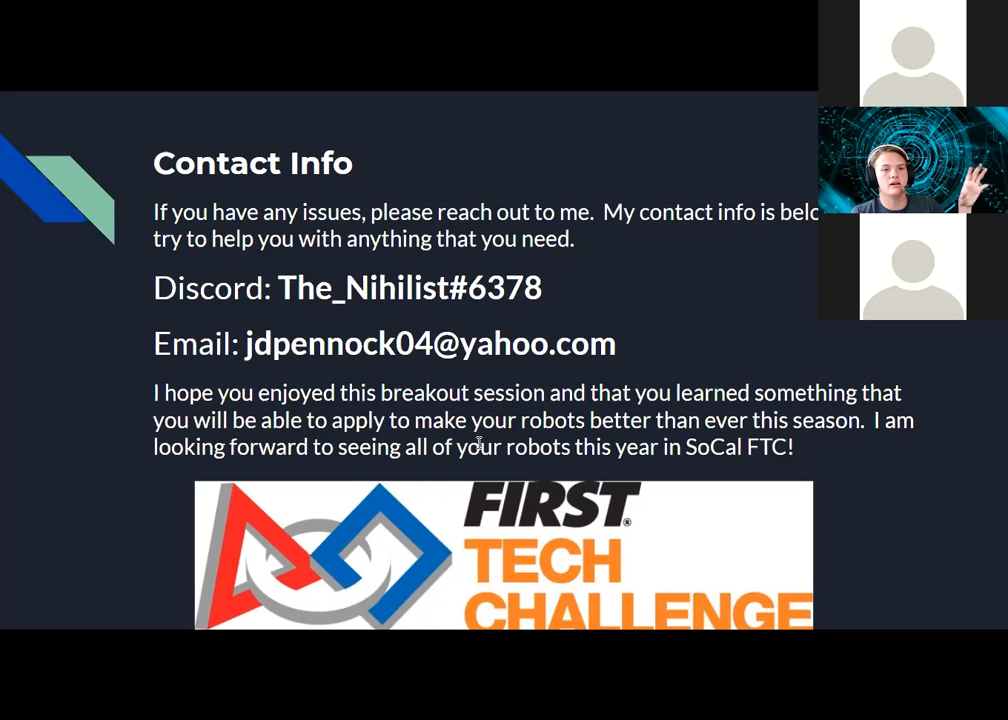 Contact Info
If you have any issues, please reach out to me. My contact info is
try to help you with anything that you need.
Discord: The_Nihilist#6378
Email: jdpennock04@yahoo.com
I hope you enjoyed this breakout session and that you learned something that
you will be able to apply to make your robots better than ever this season. I am
looking forward to seeing all of your robots this year in SoCal FTC!
FIRST®
TECH
CHALLENGE